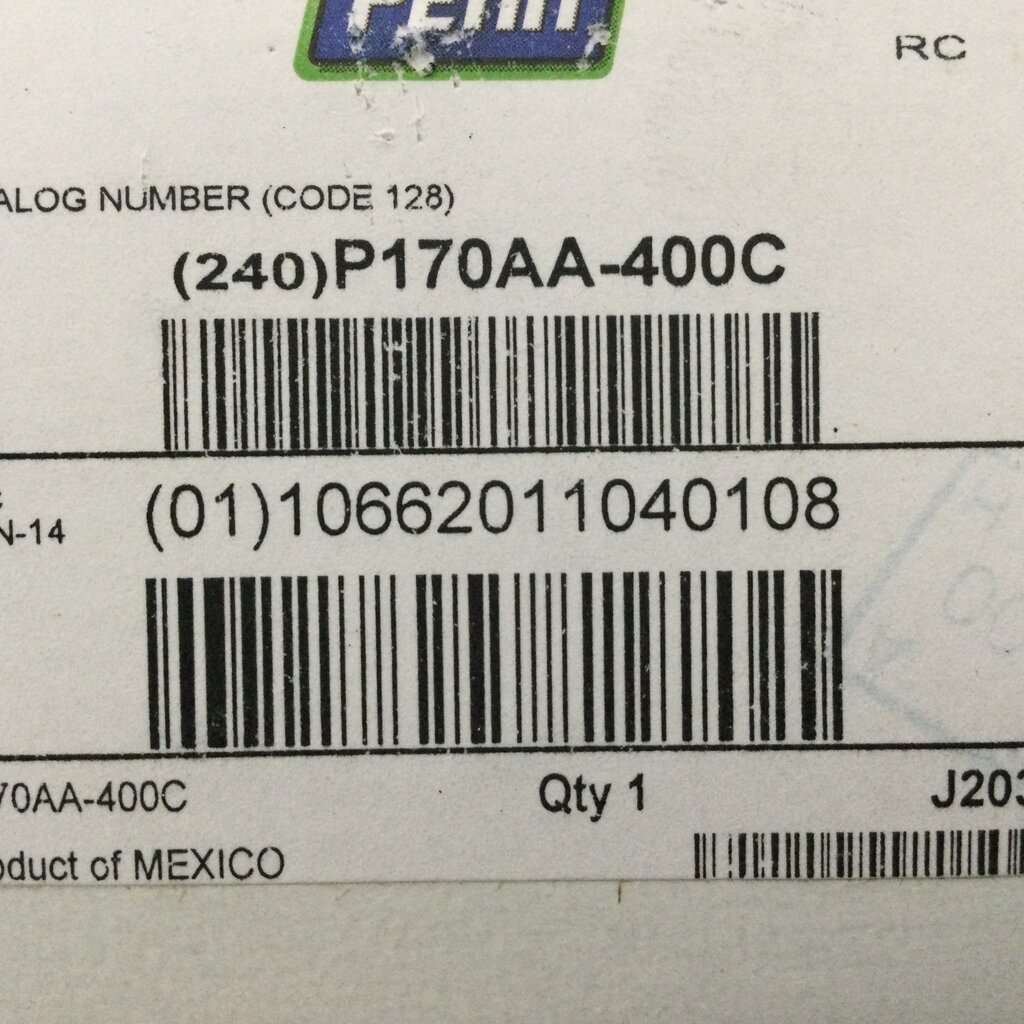 PENN
RC
ALOG NUMBER (CODE 128)
(240)P170AA-400C
(01)10662011040108
N-14
70AA-400C
Qty 1
J203
oduct of MEXICO